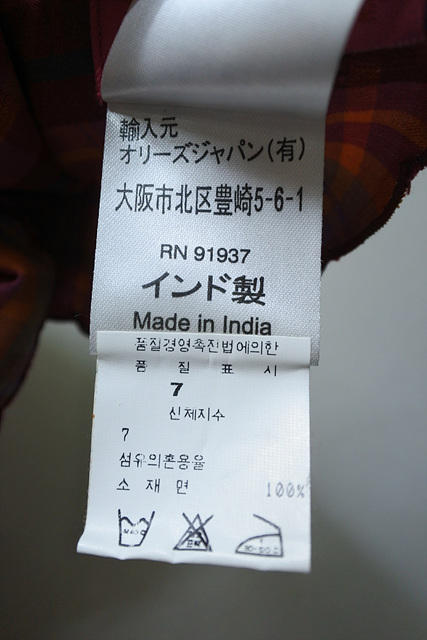 輸入元
オリーズジャパン(有)
大阪市北区豊崎5-6-1
RN 91937
インド製
Made in India
품질경영촉진법에의한
품 질 표 시
7
신체지수
7
섬유의혼용율
소 재 면 100%